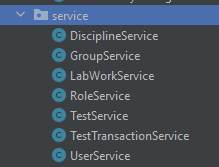 service
DisciplineService
GroupService
LabWorkService
RoleService
TestService
TestTransactionService
UserService